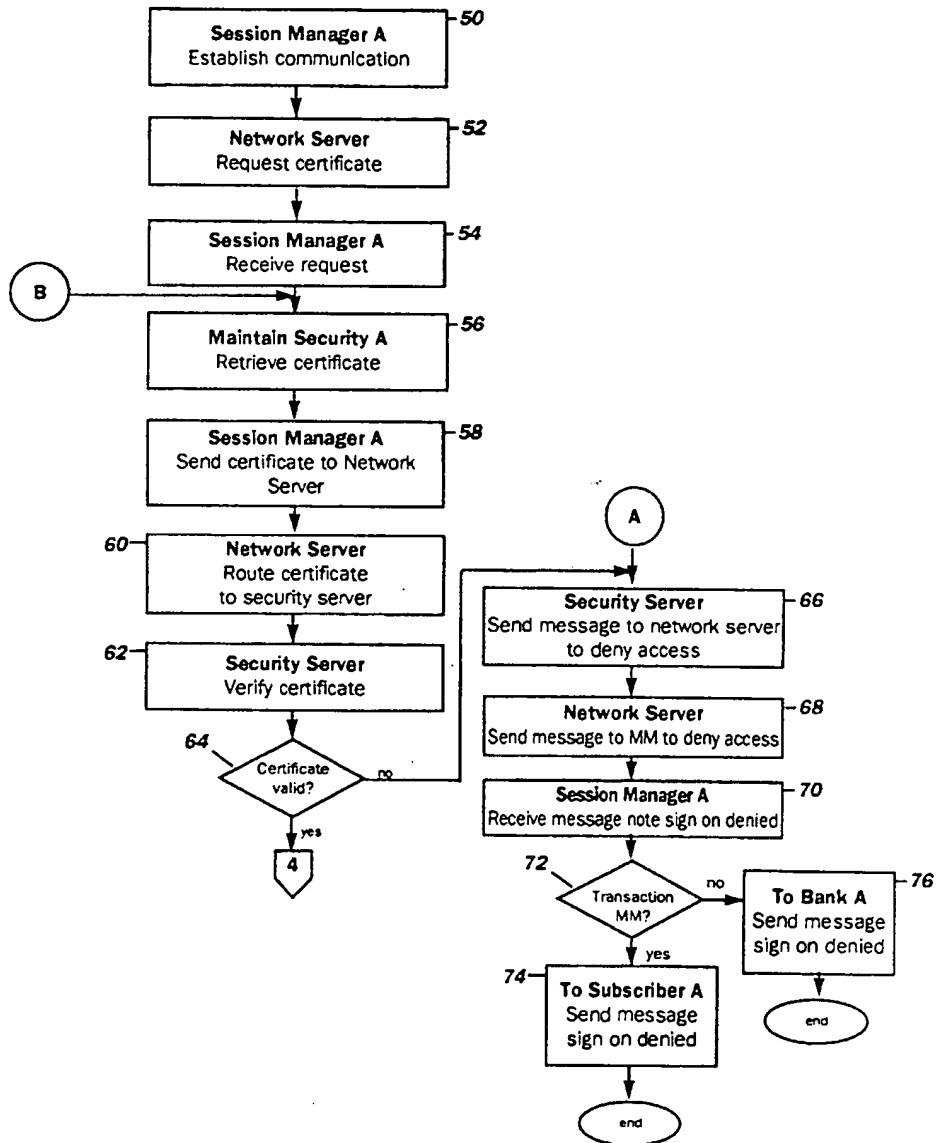 50
Session Manager A
Establish communication
52
Network Server
Request certificate
54
Session Manager A
Receive request
B
56
Maintain Security A
Retrieve certificate
58
Session Manager A
Send certificate to Network
Server
60
Network Server
Route certificate
to security server
62
Security Server
Verify certificate
64
Certificate
valid?
no
yes
4
A
66
Security Server
Send message to network server
to deny access
68
Network Server
Send message to MM to deny access
70
Session Manager A
Receive message note sign on denied
72
Transaction
MM?
no
yes
76
To Bank A
Send message
sign on denied
end
74
To Subscriber A
Send message
sign on denied
end